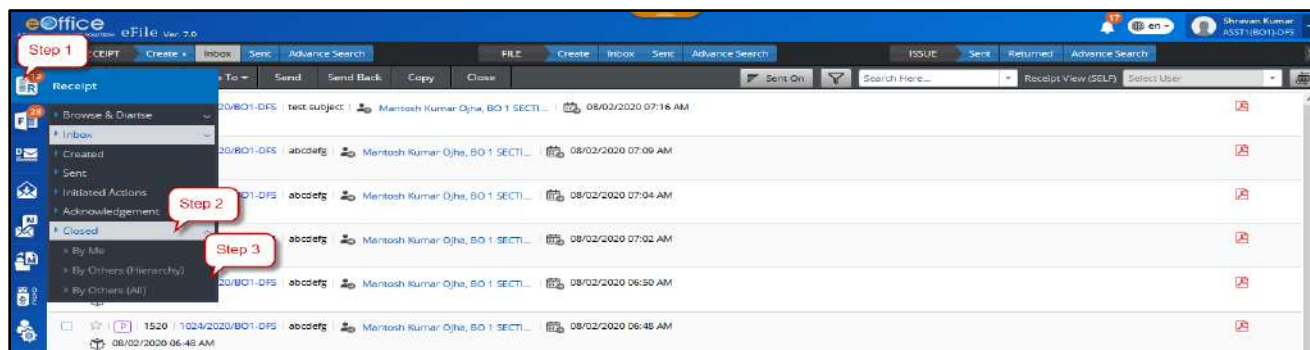 eOffice
eFile Ver. 7.0
17
en
Shravan Kumar
ASST1(BO1)-DFS
Step 1
Create
Inbox
Sent
Advance Search
FILE
Create
Inbox
Sent
Advance Search
ISSUE
Sent
Returned
Advance Search
Receipt
To
Send
Send Back
Copy
Close
Sent On
Search Here...
Receipt View (SELF)
Select User
Browse & Diarise
Inbox
Created
Sent
Initiated Actions
Acknowledgement
Step 2
Closed
By Me
Step 3
By Others (Hierarchy)
By Others (All)
2020/BO1-DFS test subject Mantosh Kumar Ojha, BO 1 SECTI... 08/02/2020 07:16 AM
2020/BO1-DFS abcdefg Mantosh Kumar Ojha, BO 1 SECTI... 08/02/2020 07:09 AM
BO1-DFS abcdefg Mantosh Kumar Ojha, BO 1 SECTI... 08/02/2020 07:04 AM
abcdefg Mantosh Kumar Ojha, BO 1 SECTI... 08/02/2020 07:02 AM
2020/BO1-DFS abcdefg Mantosh Kumar Ojha, BO 1 SECTI... 08/02/2020 06:50 AM
P 1520 1024/2020/BO1-DFS abcdefg Mantosh Kumar Ojha, BO 1 SECTI... 08/02/2020 06:48 AM
08/02/2020 06:48 AM